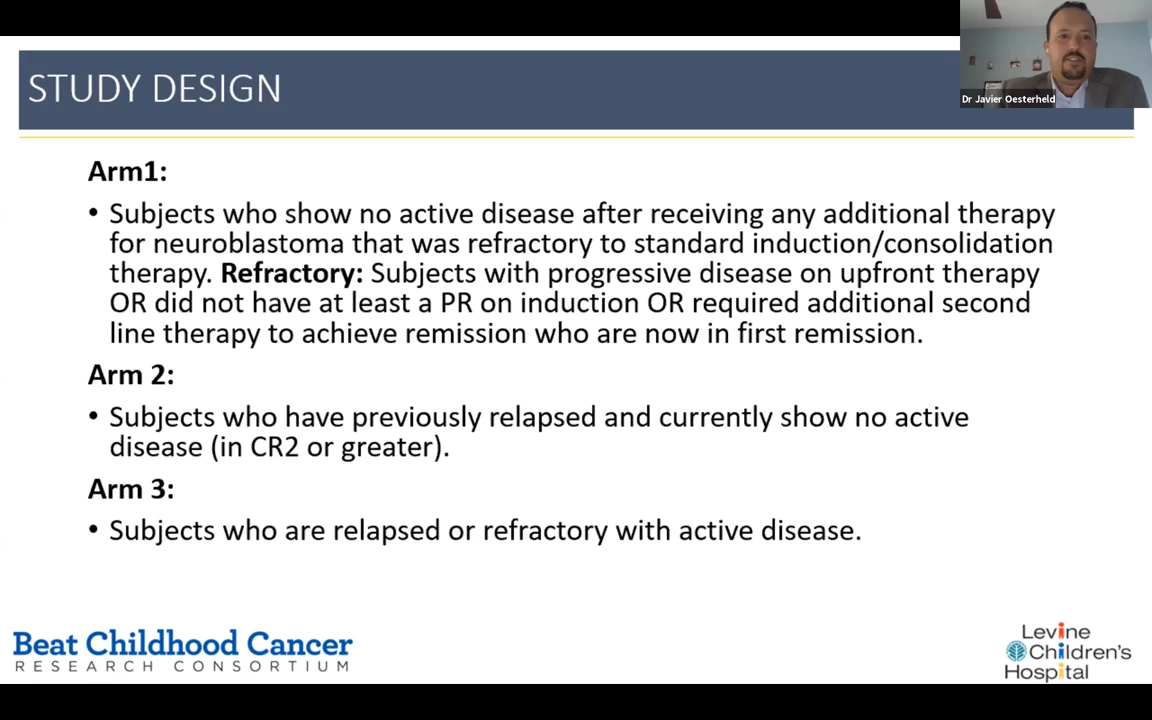 STUDY DESIGN
Dr Javier Oesterheld
Arm1:
• Subjects who show no active disease after receiving any additional therapy
for neuroblastoma that was refractory to standard induction/consolidation
therapy. Refractory: Subjects with progressive disease on upfront therapy
OR did not have at least a PR on induction OR required additional second
line therapy to achieve remission who are now in first remission.
Arm 2:
• Subjects who have previously relapsed and currently show no active
disease (in CR2 or greater).
Arm 3:
• Subjects who are relapsed or refractory with active disease.
Beat Childhood Cancer
RESEARCH CONSORTIUM
Levine
Children's
Hospital